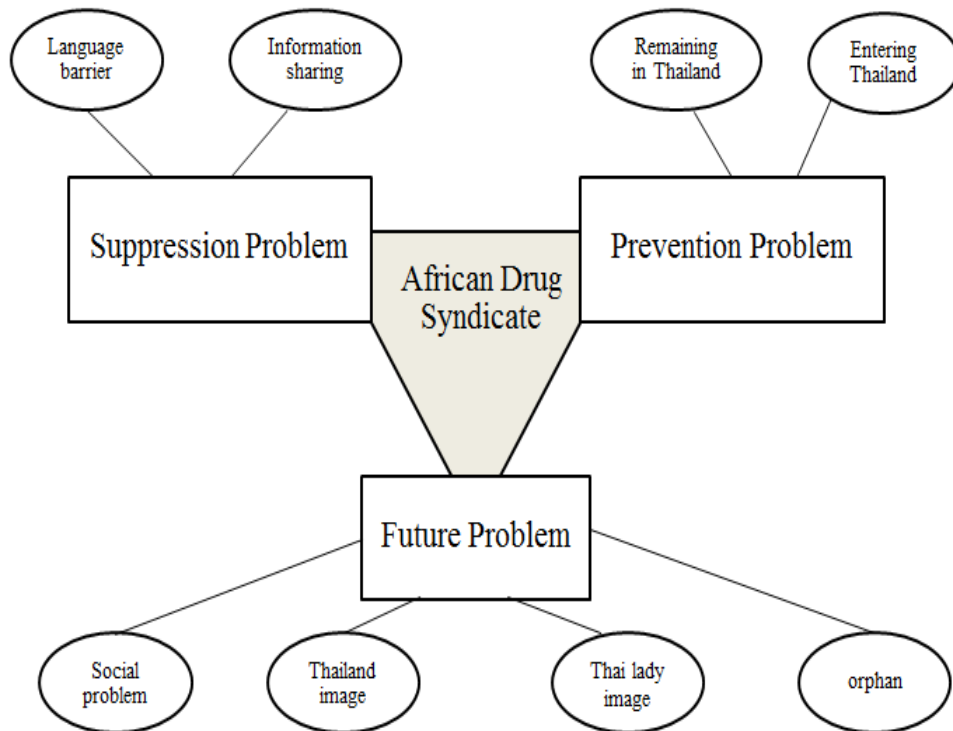 Language
barrier
Information
sharing
Remaining
in Thailand
Entering
Thailand
Suppression Problem
African Drug
Syndicate
Prevention Problem
Future Problem
Social
problem
Thailand
image
Thai lady
image
orphan